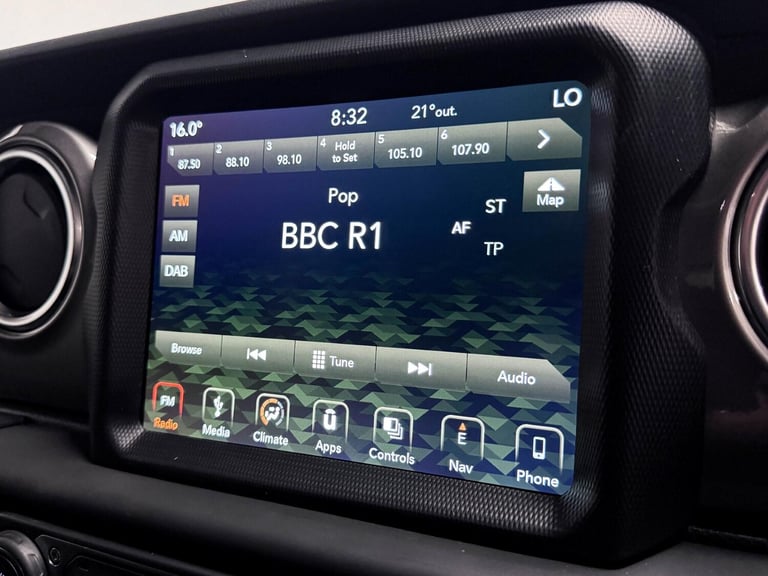 16.0° 8:32 21°out. LO
1 87.50 2 88.10 3 98.10 4 Hold to Set 5 105.10 6 107.90
Map
FM
Pop
ST
AM
BBC R1
AF
TP
DAB
Browse Tune Audio
FM
Radio Media Climate Apps Controls E Nav Phone